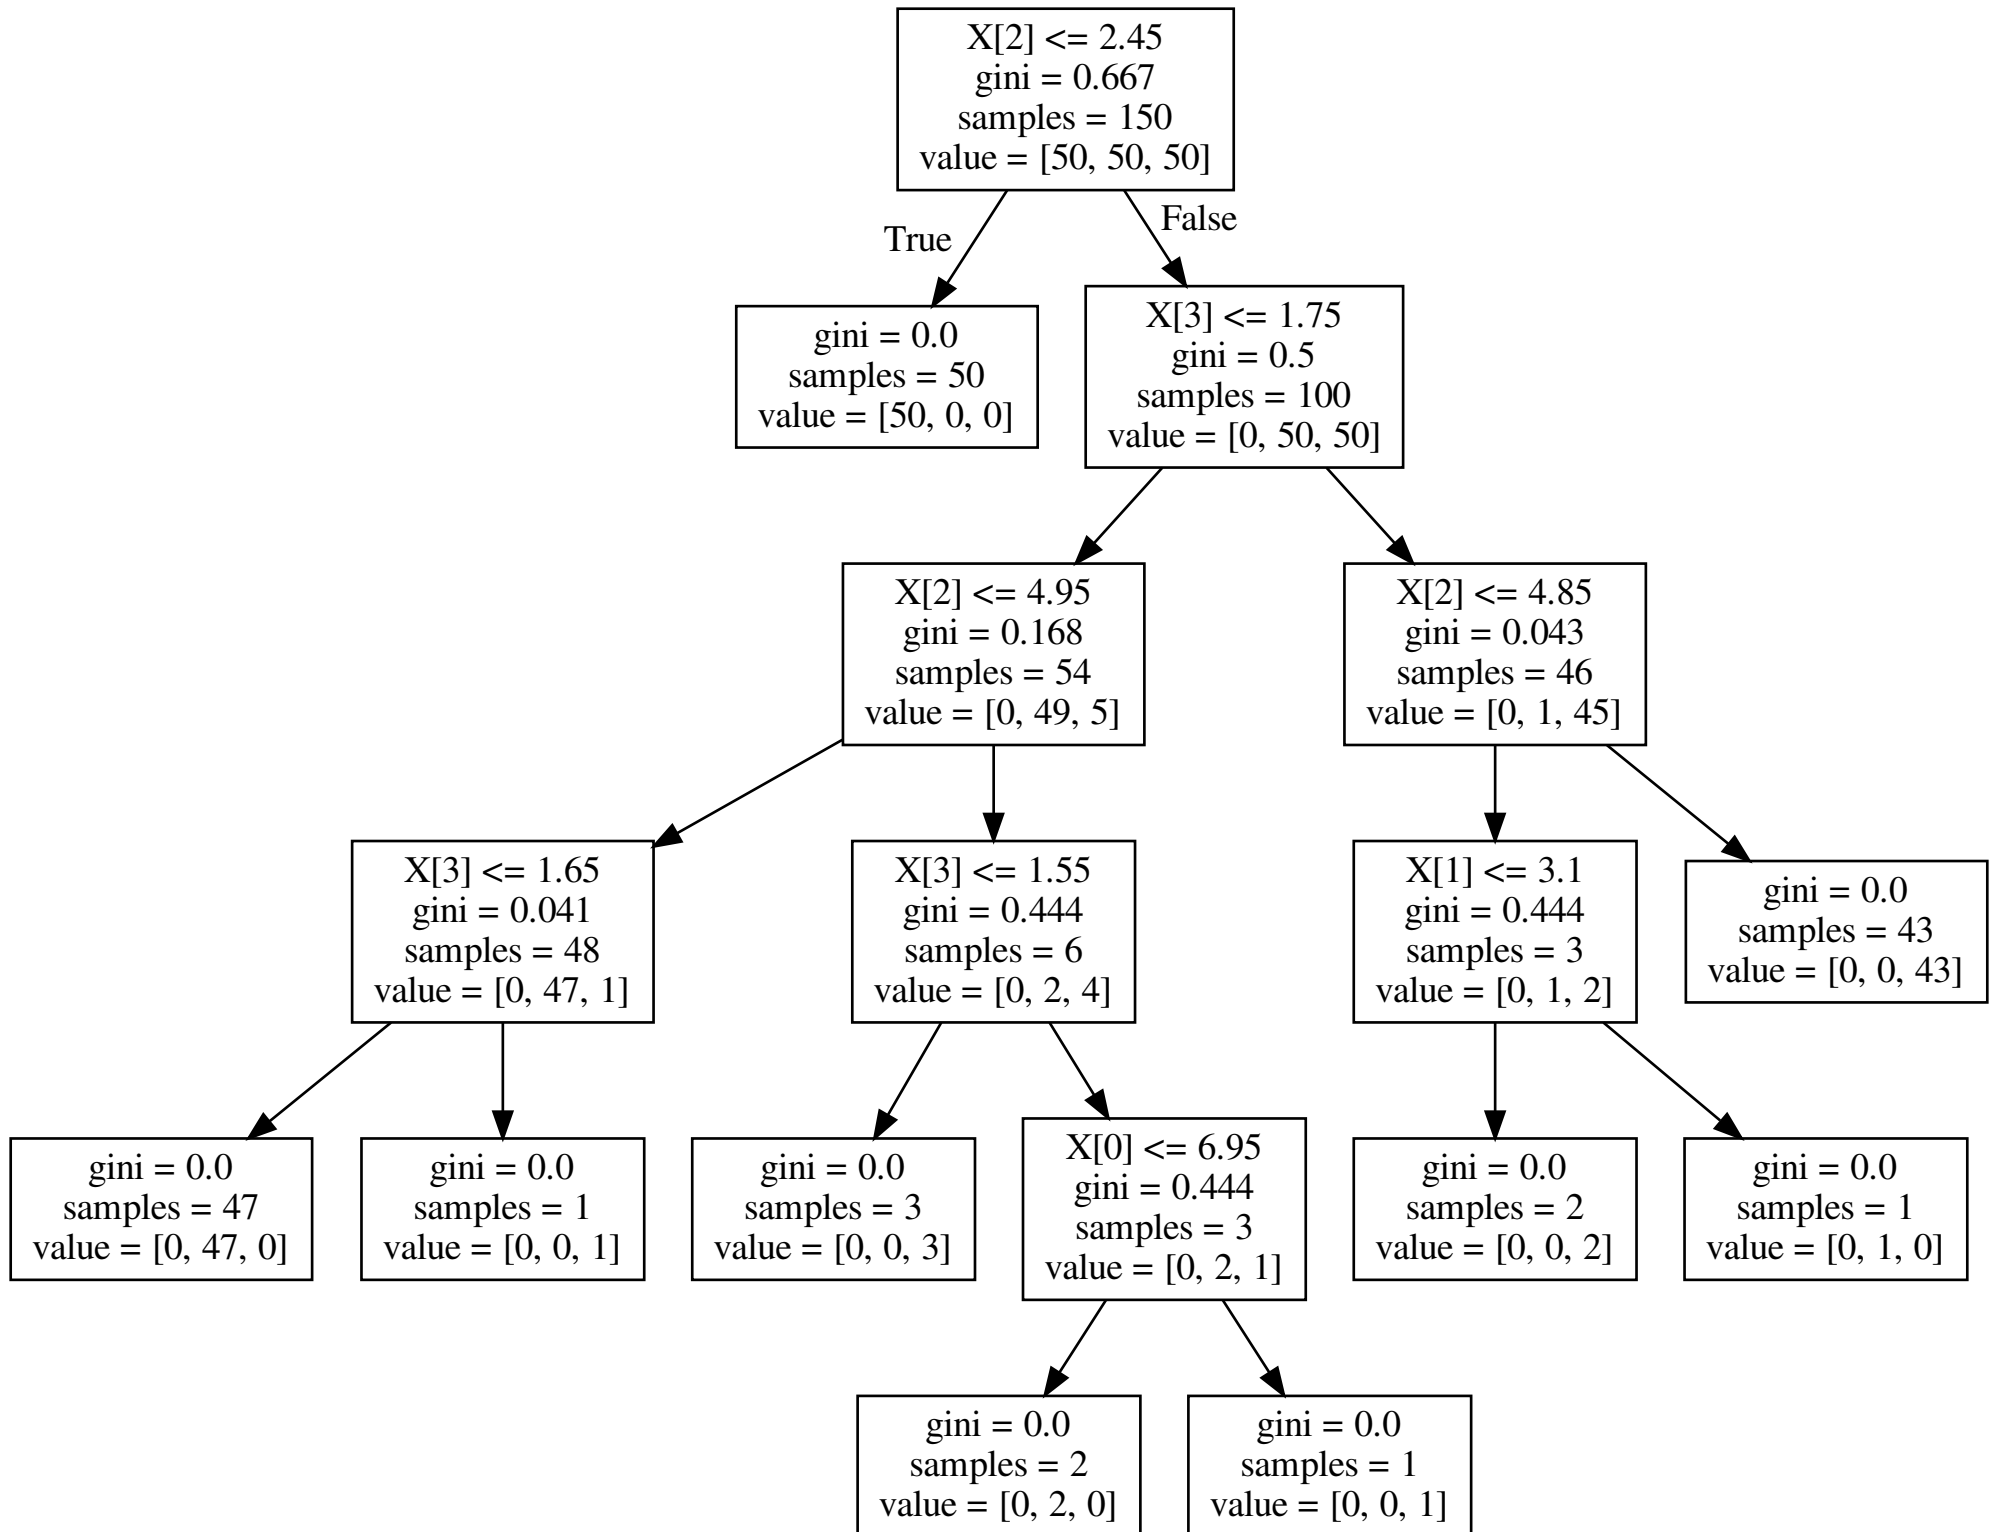 X[2] <= 2.45
gini = 0.667
samples = 150
value = [50, 50, 50]
True
False
gini = 0.0
samples = 50
value = [50, 0, 0]
X[3] <= 1.75
gini = 0.5
samples = 100
value = [0, 50, 50]
X[2] <= 4.95
gini = 0.168
samples = 54
value = [0, 49, 5]
X[2] <= 4.85
gini = 0.043
samples = 46
value = [0, 1, 45]
X[3] <= 1.65
gini = 0.041
samples = 48
value = [0, 47, 1]
X[3] <= 1.55
gini = 0.444
samples = 6
value = [0, 2, 4]
X[1] <= 3.1
gini = 0.444
samples = 3
value = [0, 1, 2]
gini = 0.0
samples = 43
value = [0, 0, 43]
gini = 0.0
samples = 47
value = [0, 47, 0]
gini = 0.0
samples = 1
value = [0, 0, 1]
gini = 0.0
samples = 3
value = [0, 0, 3]
X[0] <= 6.95
gini = 0.444
samples = 3
value = [0, 2, 1]
gini = 0.0
samples = 2
value = [0, 0, 2]
gini = 0.0
samples = 1
value = [0, 1, 0]
gini = 0.0
samples = 2
value = [0, 2, 0]
gini = 0.0
samples = 1
value = [0, 0, 1]